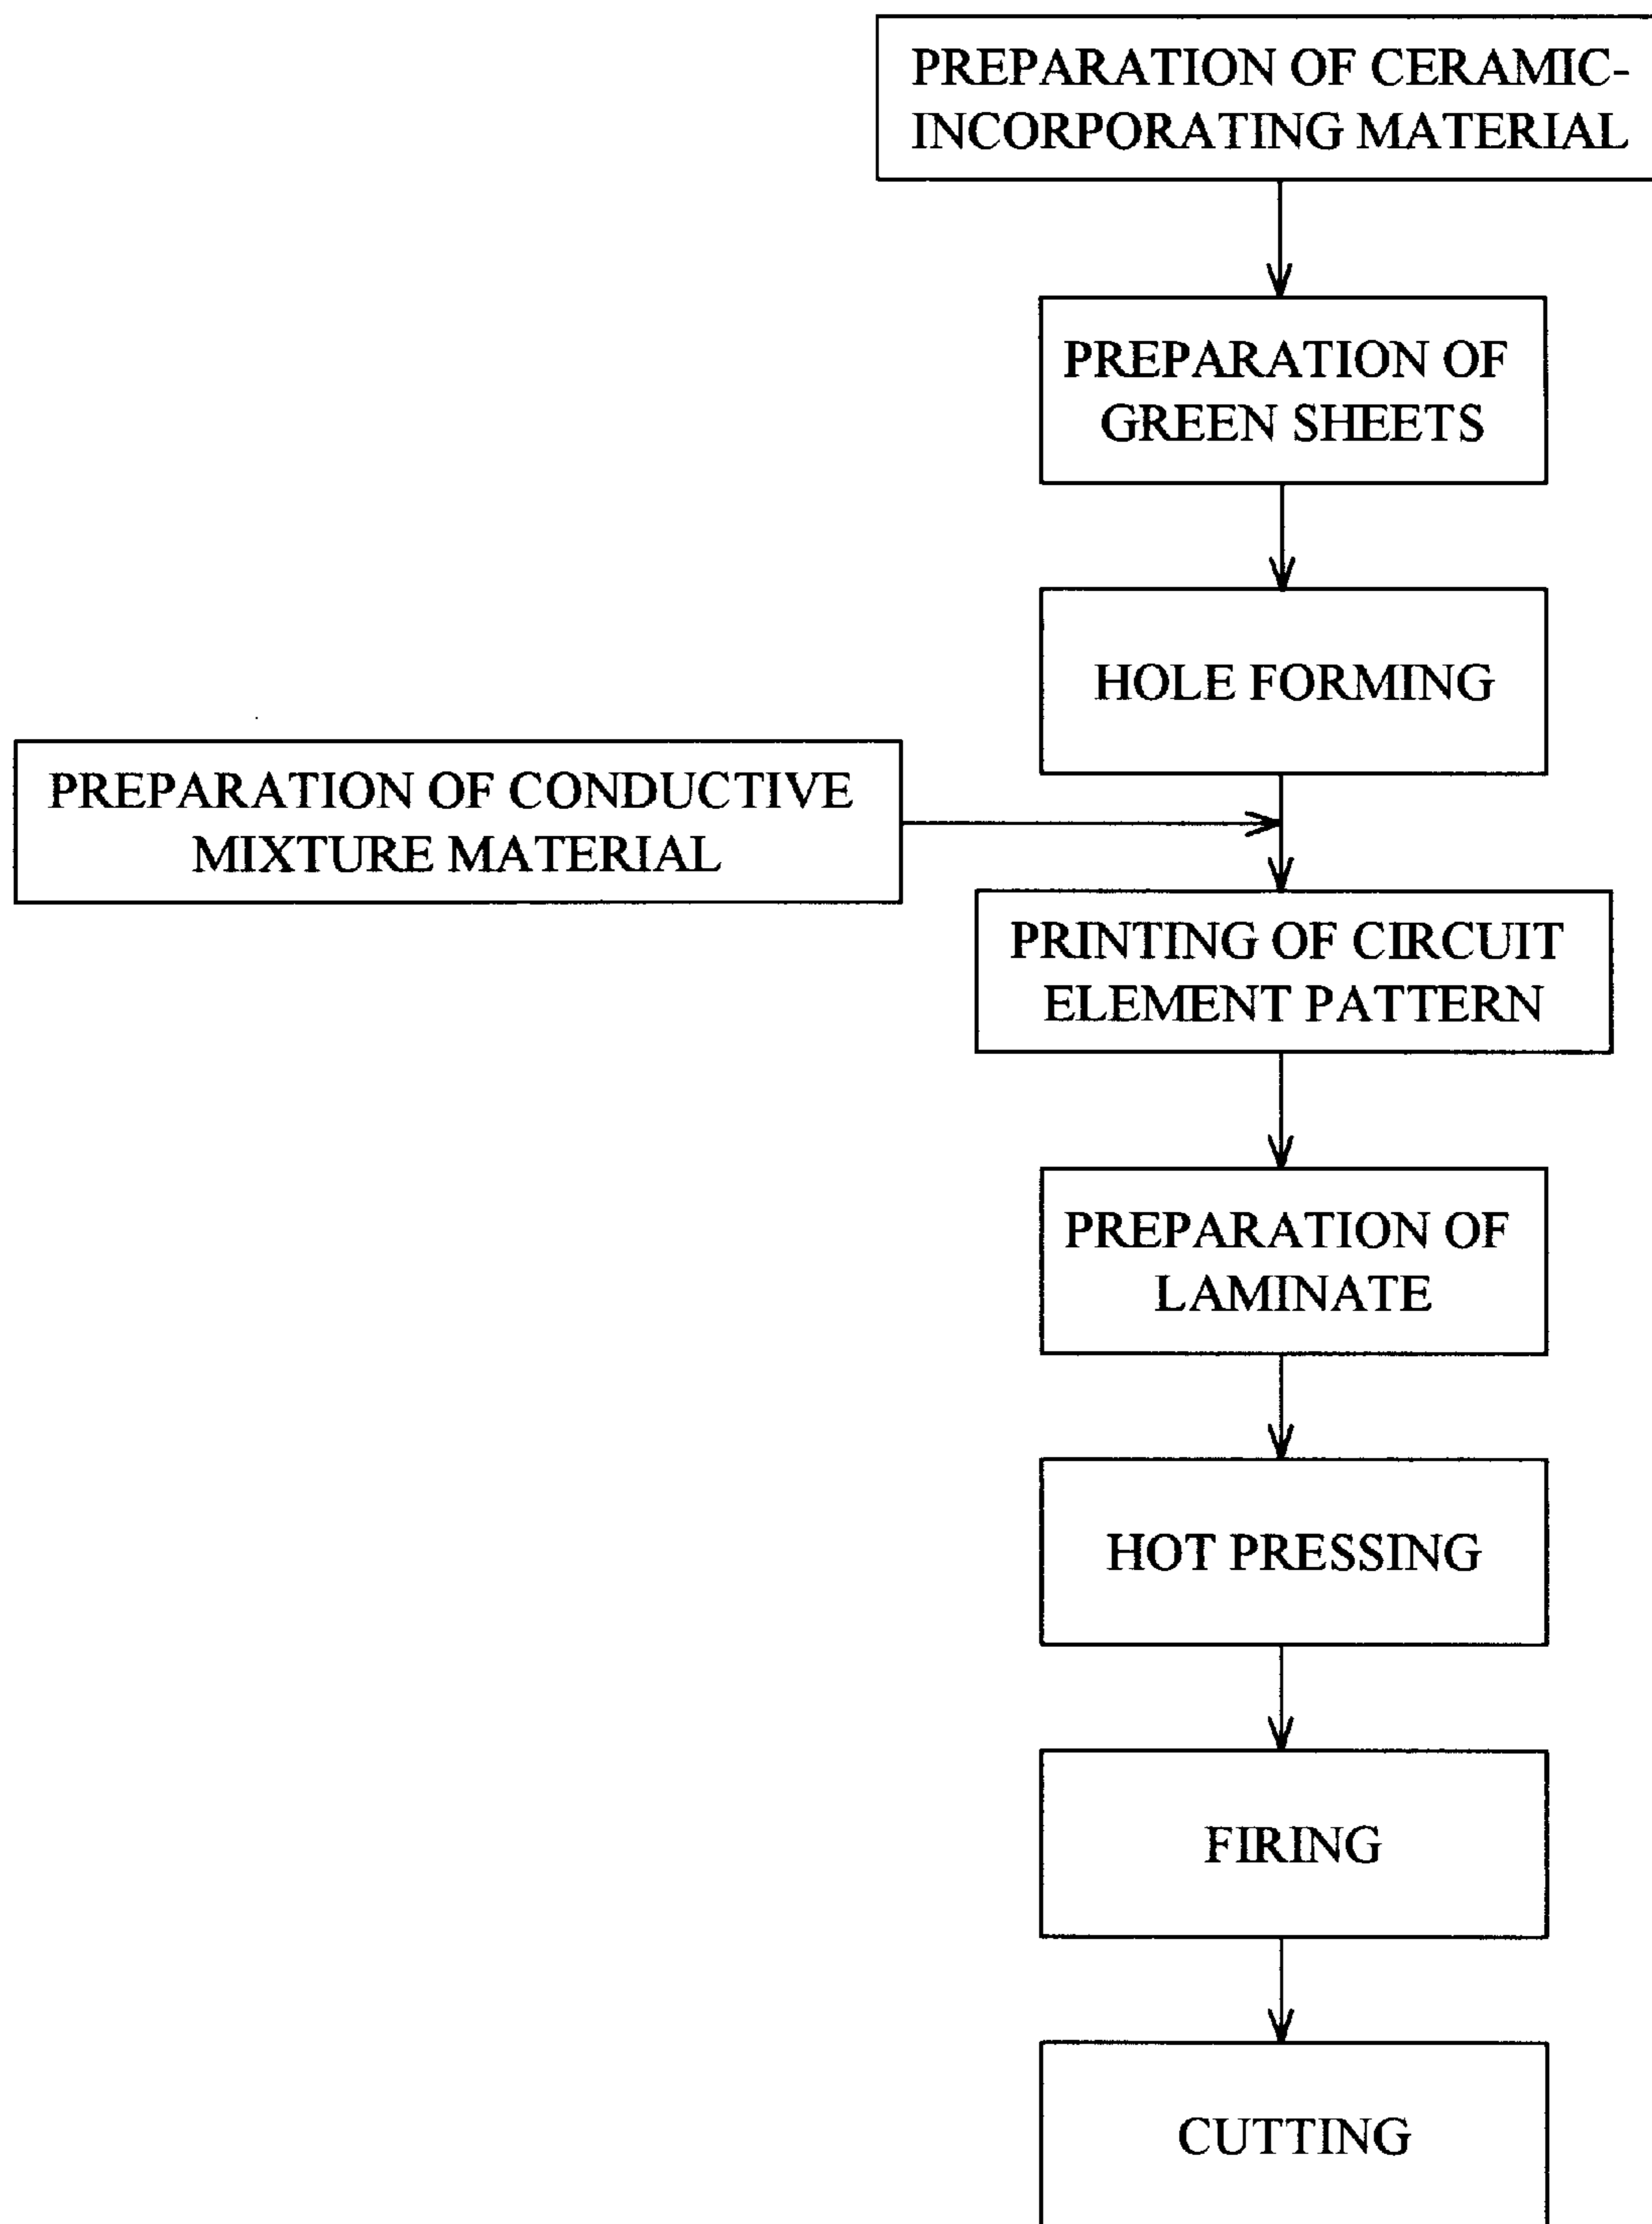 PREPARATION OF CERAMIC-
INCORPORATING MATERIAL
PREPARATION OF
GREEN SHEETS
HOLE FORMING
PREPARATION OF CONDUCTIVE
MIXTURE MATERIAL
PRINTING OF CIRCUIT
ELEMENT PATTERN
PREPARATION OF
LAMINATE
HOT PRESSING
FIRING
CUTTING